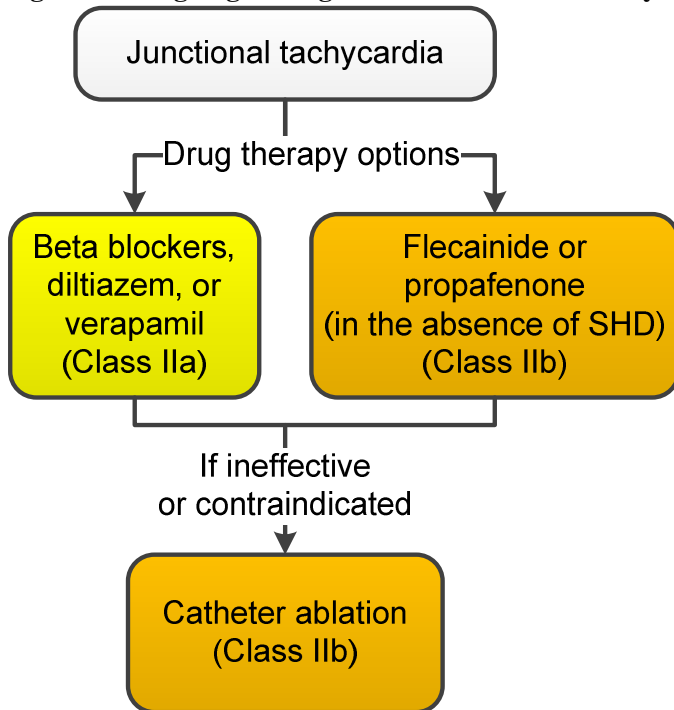 Junctional tachycardia
Drug therapy options
Beta blockers,
diltiazem, or
verapamil
(Class IIa)
Flecainide or
propafenone
(in the absence of SHD)
(Class IIb)
If ineffective
or contraindicated
Catheter ablation
(Class IIb)